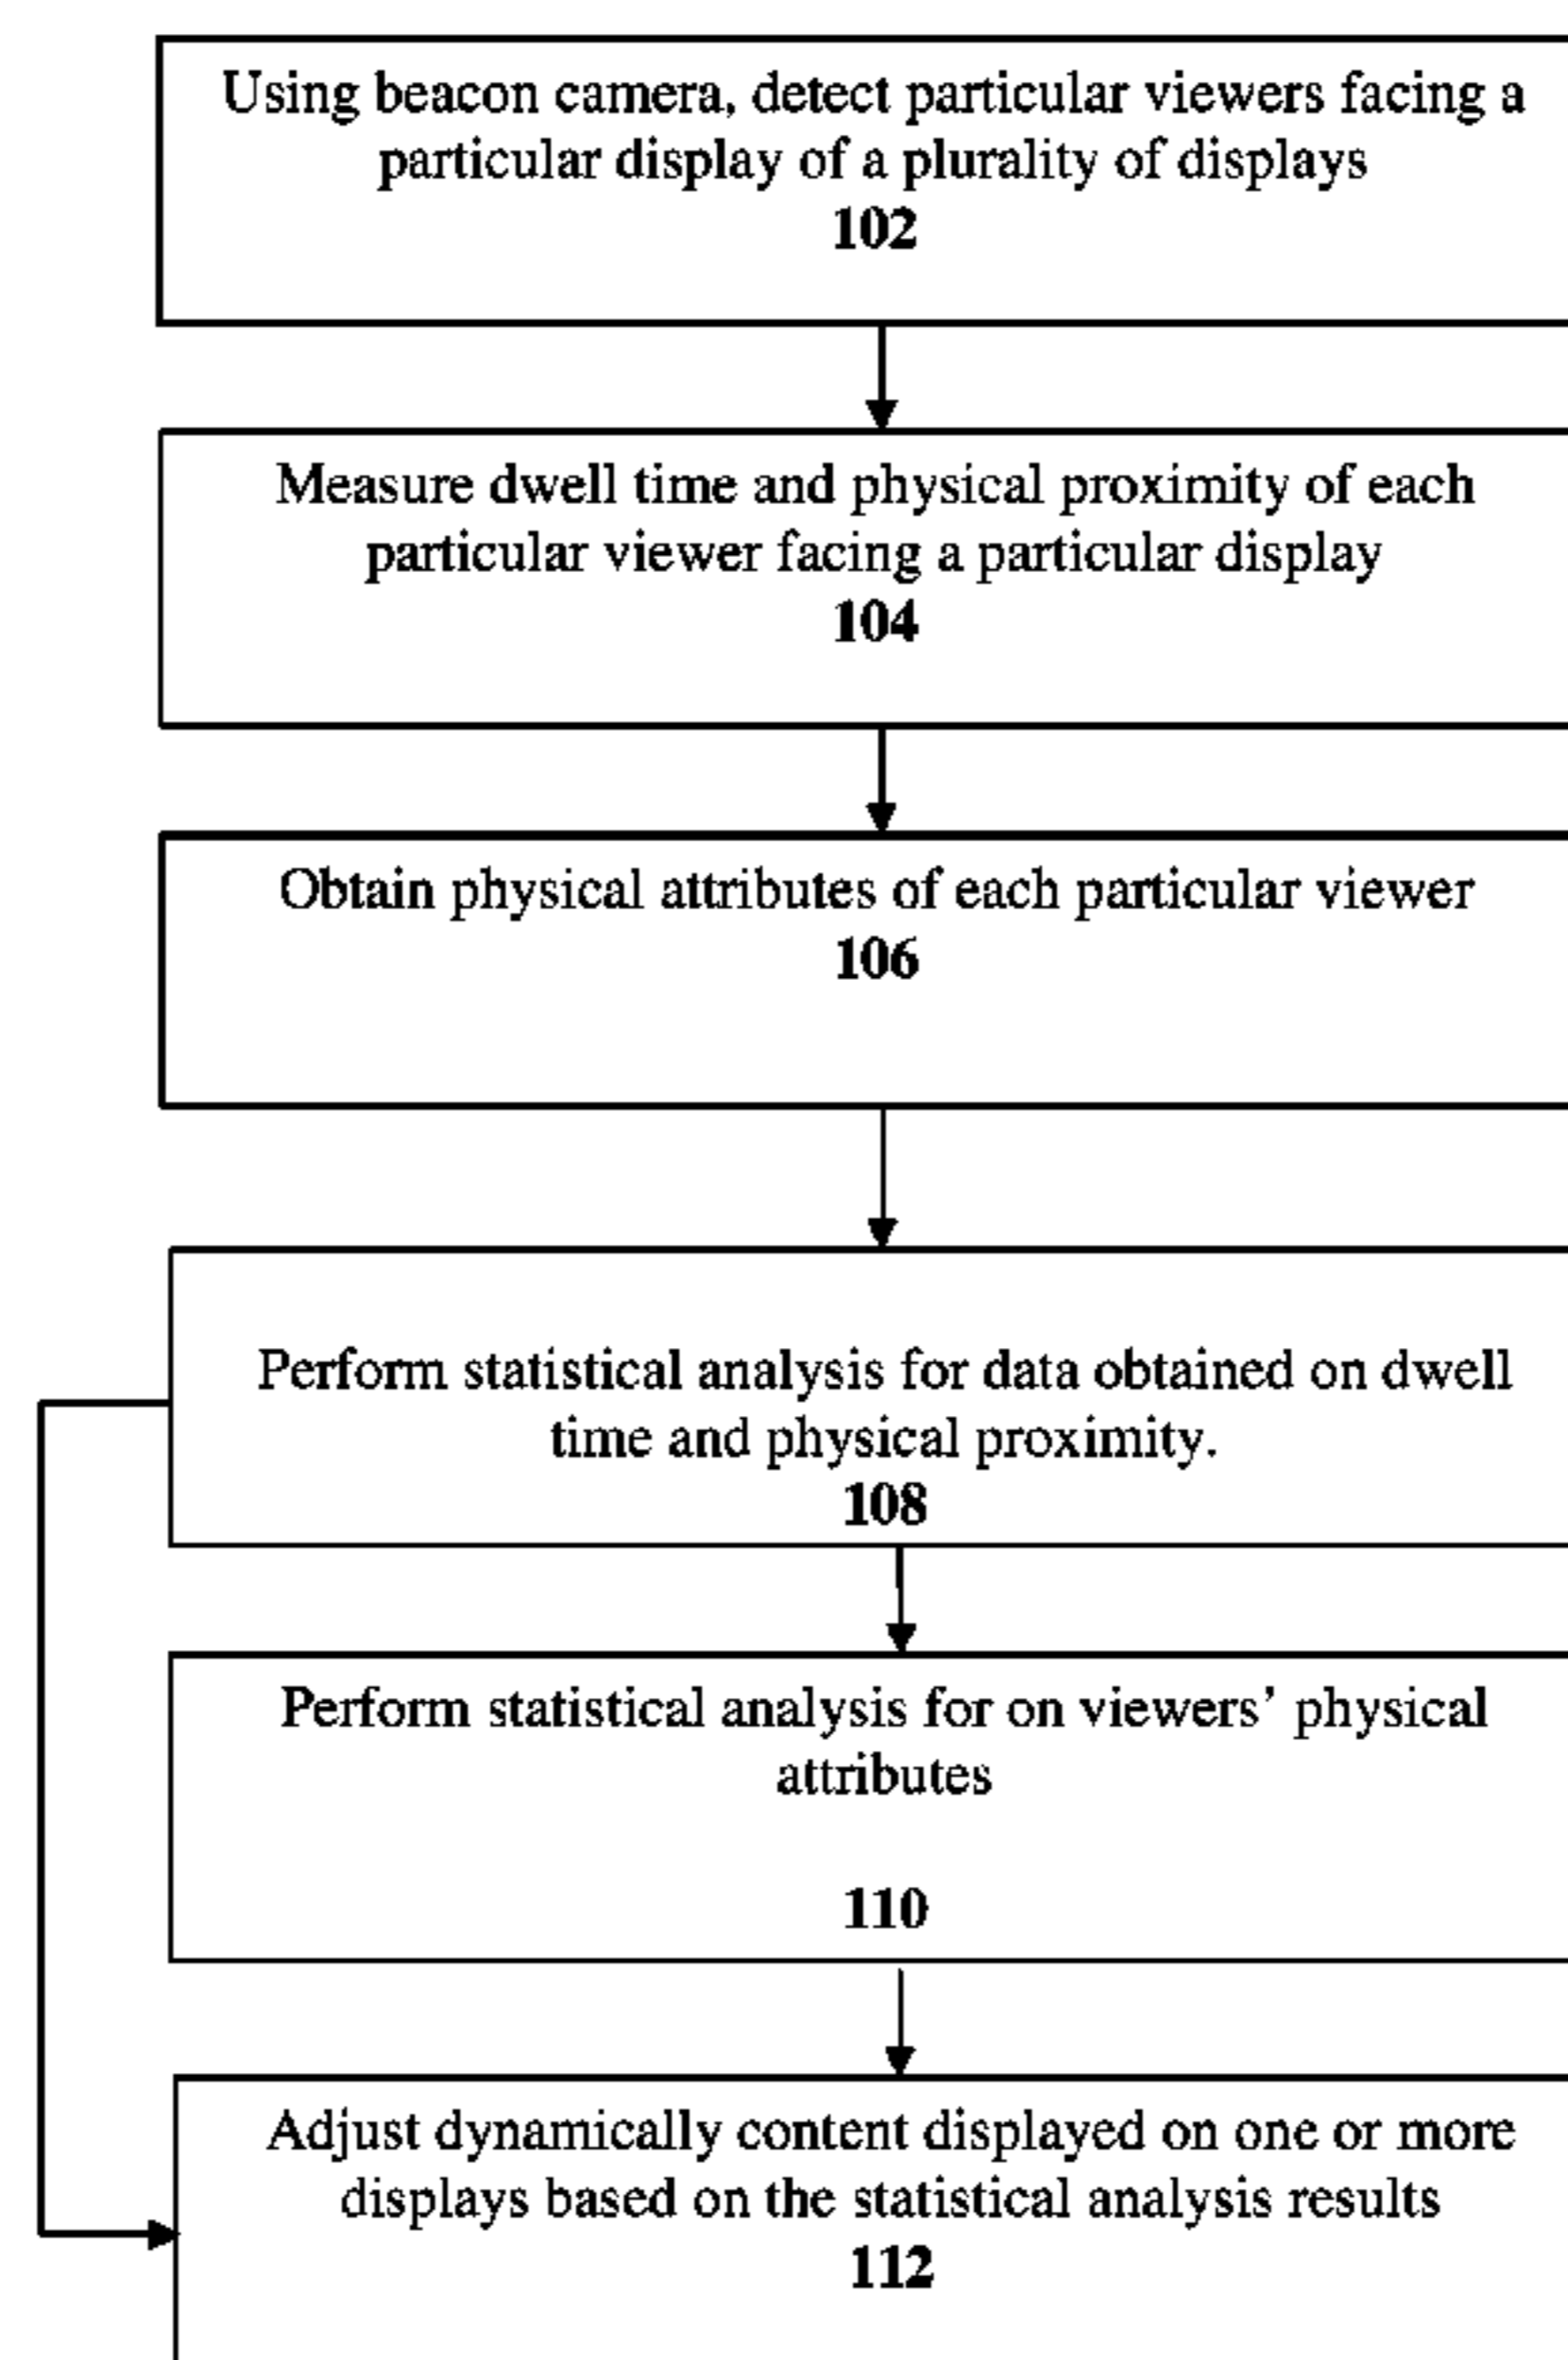 Using beacon camera, detect particular viewers facing a
particular display of a plurality of displays
102
Measure dwell time and physical proximity of each
particular viewer facing a particular display
104
Obtain physical attributes of each particular viewer
106
Perform statistical analysis for data obtained on dwell
time and physical proximity.
108
Perform statistical analysis for on viewers’ physical
attributes
110
Adjust dynamically content displayed on one or more
displays based on the statistical analysis results
112